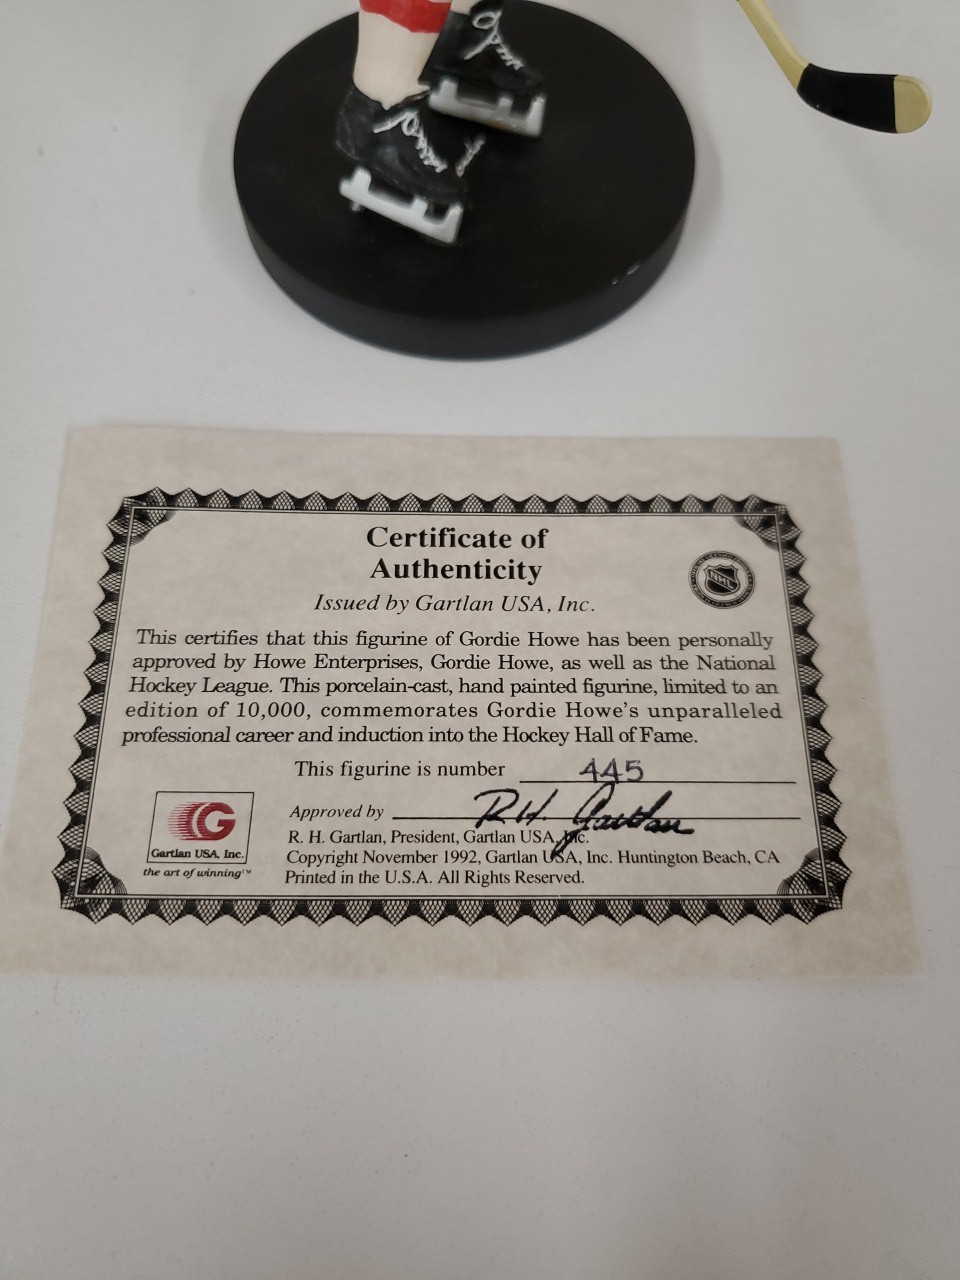 Certificate of
Authenticity
Issued by Gartlan USA, Inc.
NHL
This certifies that this figurine of Gordie Howe has been personally
approved by Howe Enterprises, Gordie Howe, as well as the National
Hockey League. This porcelain-cast, hand painted figurine, limited to an
edition of 10,000, commemorates Gordie Howe's unparalleled
professional career and induction into the Hockey Hall of Fame.
This figurine is number 445
Approved by R.H. Gartlan
R. H. Gartlan, President, Gartlan USA, Inc.
Copyright November 1992, Gartlan USA, Inc. Huntington Beach, CA
Printed in the U.S.A. All Rights Reserved.
G
Gartlan USA, Inc.
the art of winning™